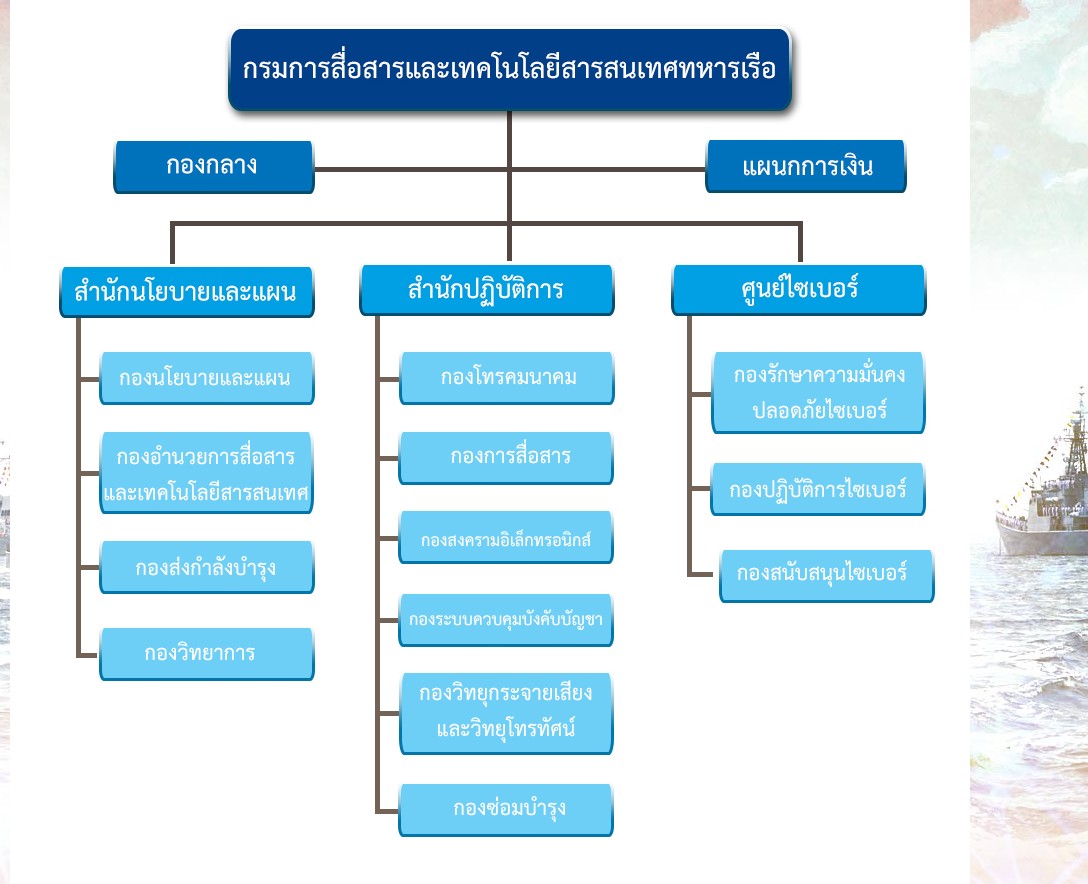 กรมการสื่อสารและเทคโนโลยีสารสนเทศทหารเรือ
กองกลาง
แผนกการเงิน
สำนักนโยบายและแผน
กองนโยบายและแผน
กองอำนวยการสื่อสาร
และเทคโนโลยีสารสนเทศ
กองส่งกำลังบำรุง
กองวิทยาการ
สำนักปฏิบัติการ
กองโทรคมนาคม
กองการสื่อสาร
กองสงครามอิเล็กทรอนิกส์
กองระบบควบคุมบังคับบัญชา
กองวิทยุกระจายเสียง
และวิทยุโทรทัศน์
กองซ่อมบำรุง
ศูนย์ไซเบอร์
กองรักษาความมั่นคง
ปลอดภัยไซเบอร์
กองปฏิบัติการไซเบอร์
กองสนับสนุนไซเบอร์